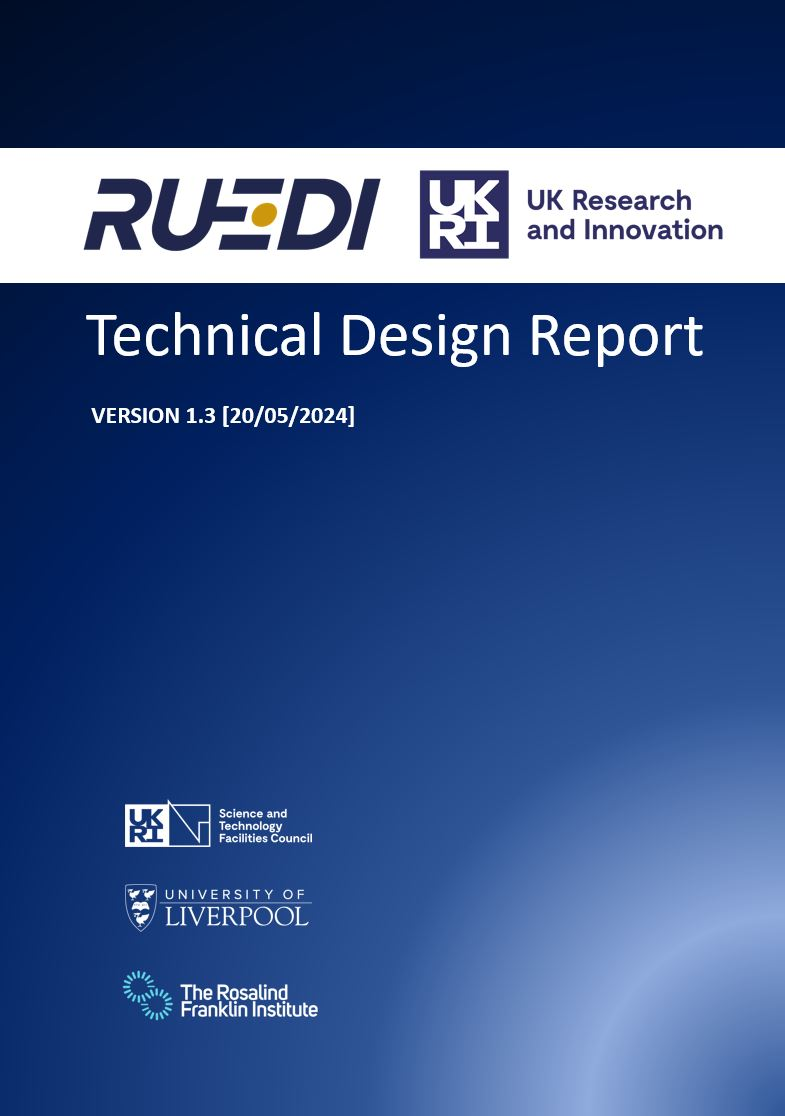 RUEDI
UK
RI
UK Research
and Innovation
Technical Design Report
VERSION 1.3 [20/05/2024]
UK
RI
Science and
Technology
Facilities Council
UNIVERSITY OF
LIVERPOOL
The Rosalind
Franklin Institute